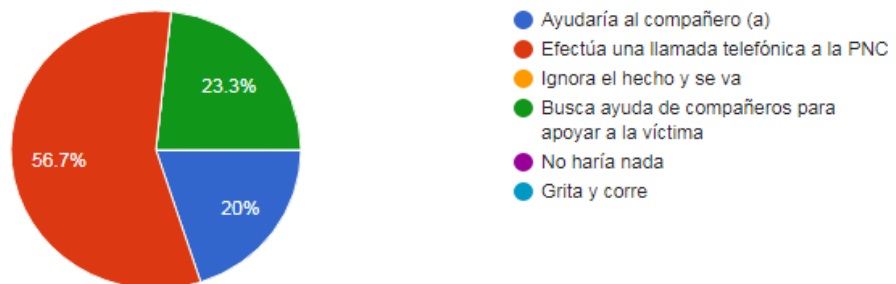 23.3%
56.7%
20%
Ayudaría al compañero (a)
Efectúa una llamada telefónica a la PNC
Ignora el hecho y se va
Busca ayuda de compañeros para
apoyar a la víctima
No haría nada
Grita y corre